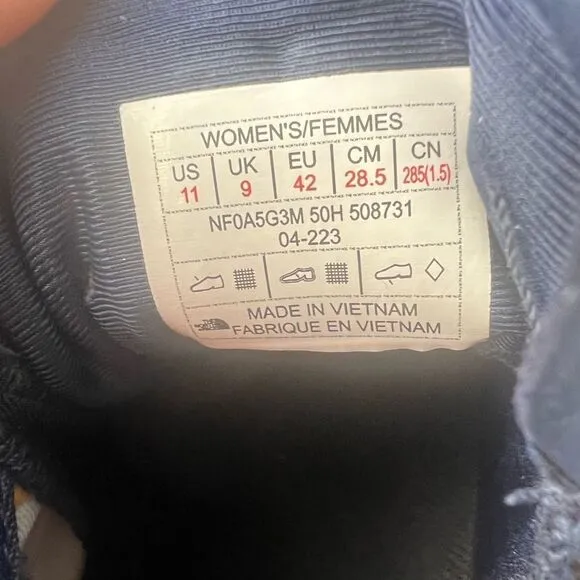 WOMEN'S/FEMMES
US UK EU CM CN
11 9 42 28.5 285(1.5)
NF0A5G3M 50H 508731
04-223
MADE IN VIETNAM
FABRIQUE EN VIETNAM